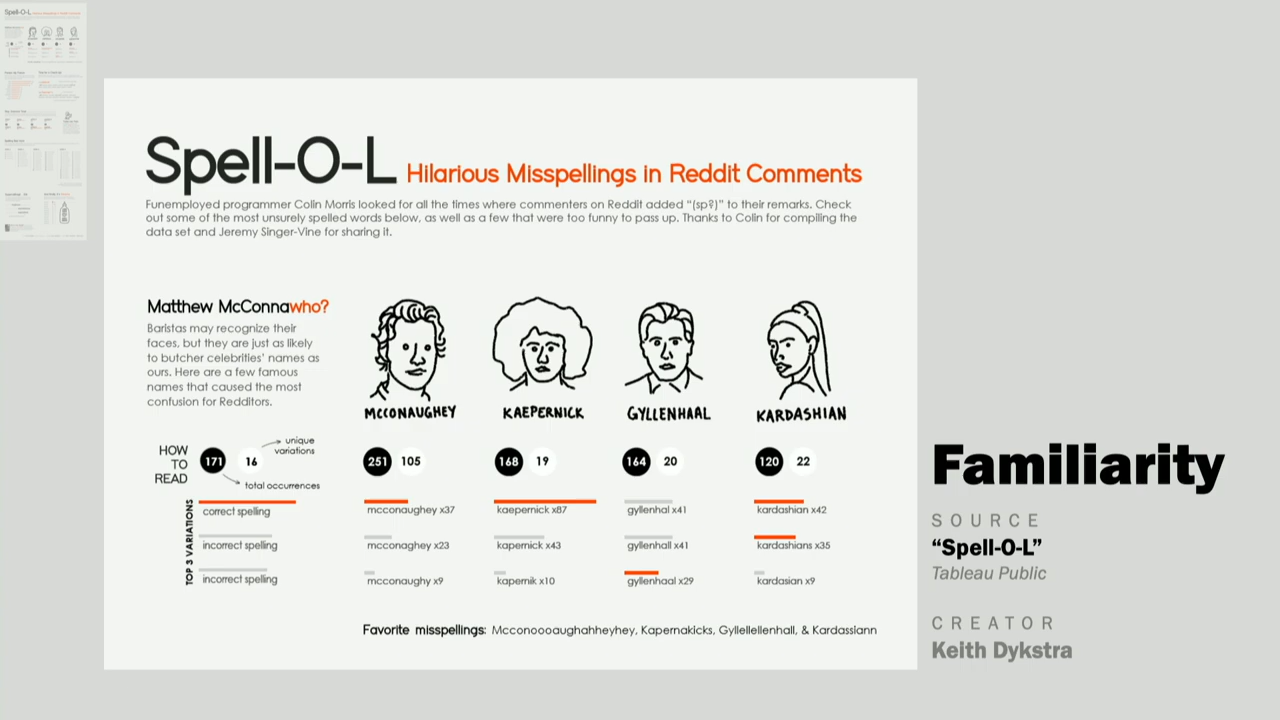 Spell-O-L Hilarious Misspellings in Reddit Comments
Funemployed programmer Colin Morris looked for all the times where commenters on Reddit added “(sp?)” to their remarks. Check
out some of the most unsurely spelled words below, as well as a few that were too funny to pass up. Thanks to Colin for compiling the
data set and Jeremy Singer-Vine for sharing it.
Matthew McConnawho?
Baristas may recognize their
faces, but they are just as likely
to butcher celebrities’ names as
ours. Here are a few famous
names that caused the most
confusion for Redditors.
MCCONAUGHEY KAEPERNICK GYLLENHAAL KARDASHIAN
HOW
TO
READ
171 16
unique
variations
total occurrences
251 105 168 19 164 20 120 22
TOP 3 VARIATIONS
correct spelling mcconaughey x37 kaepernick x87 gyllenhal x41 kardashian x42
incorrect spelling mcconaghey x23 kapernick x43 gyllenhall x41 kardashians x35
incorrect spelling mcconaughy x9 kapernik x10 gyllenhaal x29 kardasian x9
Favorite misspellings: Mcconoooaughahheyhey, Kapernakicks, Gyllellellenhall, & Kardassiann
Familiarity
SOURCE
“Spell-O-L”
Tableau Public
CREATOR
Keith Dykstra
Spell-O-L